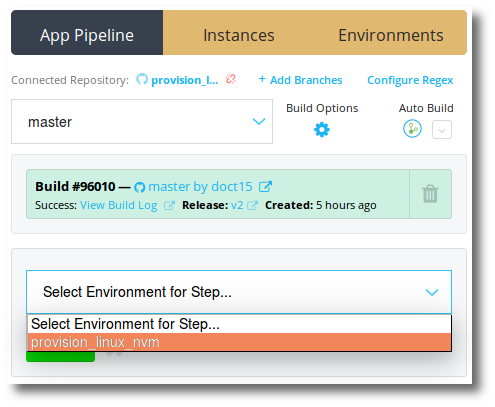 App Pipeline Instances Environments
Connected Repository: provision_l... + Add Branches Configure Regex
master Build Options Auto Build
Build #96010 — master by doct15
Success: View Build Log Release: v2 Created: 5 hours ago
Select Environment for Step...
Select Environment for Step...
provision_linux_nvm